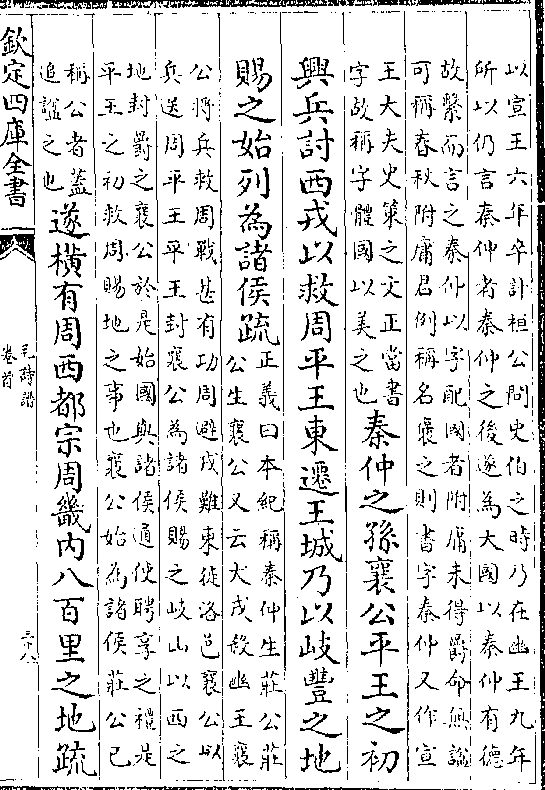 以宣王六年卒計桓公問史伯之時乃在幽王九年
所以仍言秦仲者秦仲之後遂為大國以秦仲有德
故繫而言之秦仲以字配國者附庸未得爵命無諡
可稱春秋附庸君例稱名褒之則書字秦仲又作宣
王大夫史策之文正當書
字故稱字體國以美之也
秦仲之孫襄公平王之初
興兵討西戎以救周平王東遷王城乃以岐豐之地
賜之始列為諸侯疏
正義曰本紀稱秦仲生莊公莊
公生襄公又云犬戎殺幽王襄
公將兵救周戰甚有功周避戎難東徙洛邑襄公以
兵送周平王平王封襄公為諸侯賜之岐山以西之
地封爵之襄公於是始國與諸侯通使聘享之禮是
平王之初救周賜地之事也襄公始為諸侯莊公已
稱公者蓋
追諡之也
遂橫有周西都宗周畿內八百里之地疏
欽定四庫全書
毛詩譜
卷首
三十八